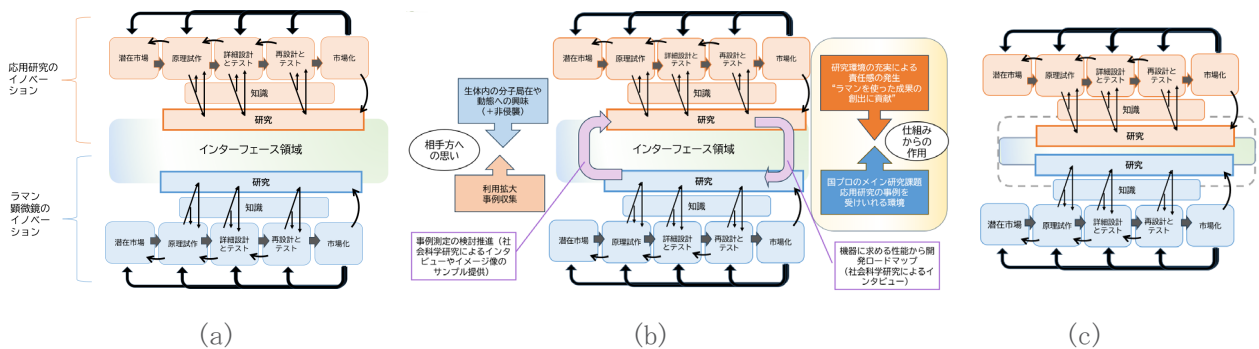 応用研究の
イノベー
ション
ラマン
顕微鏡の
イノベー
ション
潜在市場
原理試作
詳細設計
とテスト
再設計と
テスト
市場化
知識
研究
インターフェース領域
研究
知識
潜在市場
原理試作
詳細設計
とテスト
再設計と
テスト
市場化
(a)
生体内の分子局在や
動態への興味
(+非侵襲)
相手方へ
の思い
利用拡大
事例収集
事例測定の検討推進(社
会科学研究によるインタ
ビューやイメージ像の
サンプル提供)
潜在市場
原理試作
詳細設計
とテスト
再設計と
テスト
市場化
知識
研究
インターフェース領域
研究
知識
潜在市場
原理試作
詳細設計
とテスト
再設計と
テスト
市場化
研究環境の充実による
責任感の発生
“ラマンを使った成果の
創出に貢献”
仕組み
からの
作用
国プロのメイン研究課題
応用研究の事例を
受けいれる環境
機器に求める性能から開
発ロードマップ
(社会科学研究によるイ
ンタビュー)
(b)
潜在市場
原理試作
詳細設計
とテスト
再設計と
テスト
市場化
知識
研究
研究
知識
潜在市場
原理試作
詳細設計
とテスト
再設計と
テスト
市場化
(c)